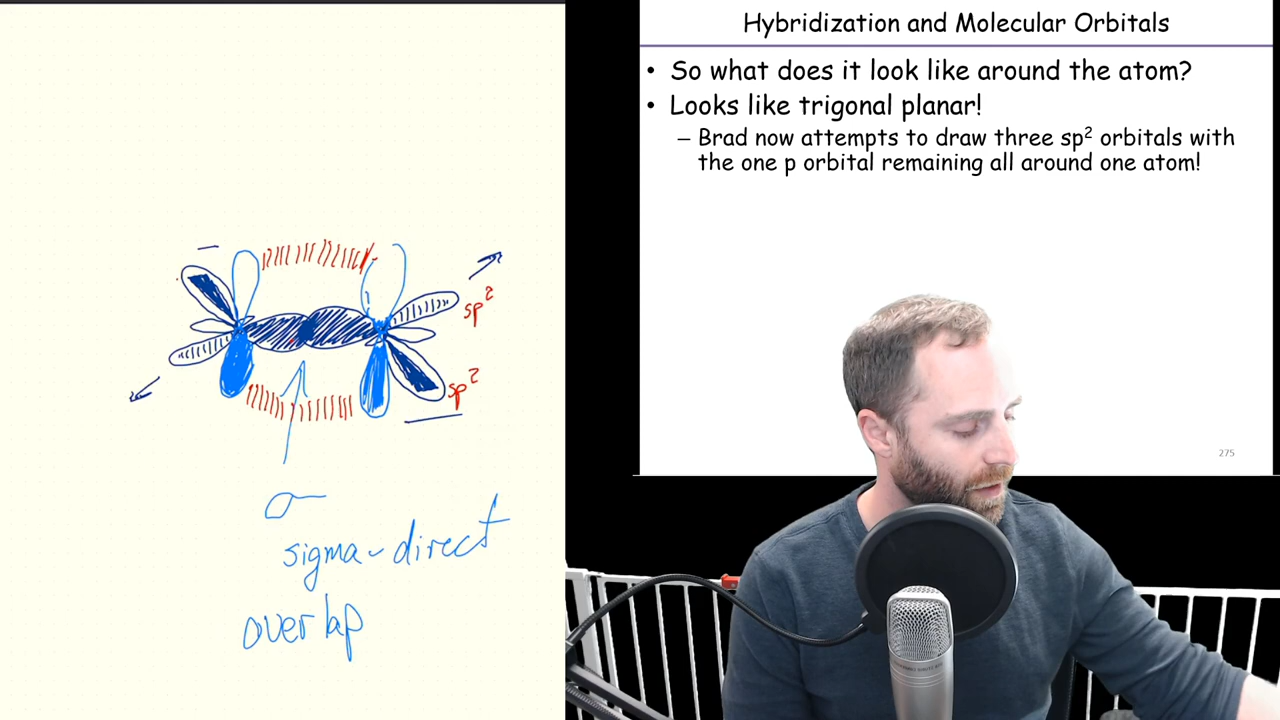 sp²
sp²
σ
sigma - direct
overlap
Hybridization and Molecular Orbitals
• So what does it look like around the atom?
• Looks like trigonal planar!
– Brad now attempts to draw three sp² orbitals with
the one p orbital remaining all around one atom!
275